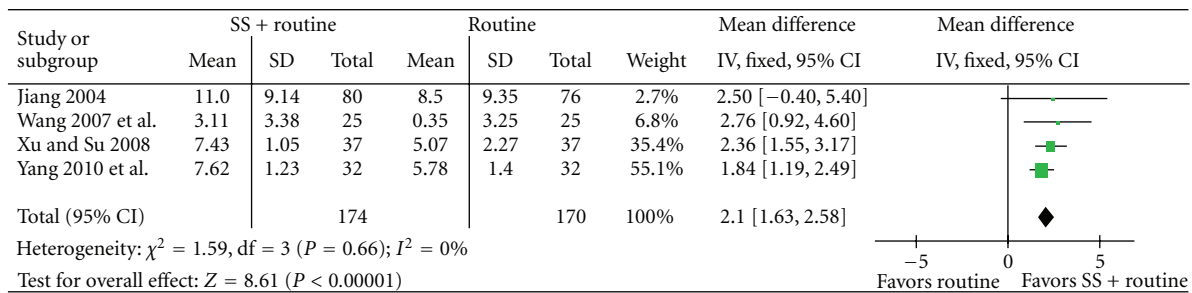 Study or subgroup SS + routine Routine Mean difference Mean difference
Mean SD Total Mean SD Total Weight IV, fixed, 95% CI IV, fixed, 95% CI
Jiang 2004 11.0 9.14 80 8.5 9.35 76 2.7% 2.50 [−0.40, 5.40]
Wang 2007 et al. 3.11 3.38 25 0.35 3.25 25 6.8% 2.76 [0.92, 4.60]
Xu and Su 2008 7.43 1.05 37 5.07 2.27 37 35.4% 2.36 [1.55, 3.17]
Yang 2010 et al. 7.62 1.23 32 5.78 1.4 32 55.1% 1.84 [1.19, 2.49]
Total (95% CI) 174 170 100% 2.1 [1.63, 2.58]
Heterogeneity: χ² = 1.59, df = 3 (P = 0.66); I² = 0%
Test for overall effect: Z = 8.61 (P < 0.00001)
−5 0 5
Favors routine Favors SS + routine